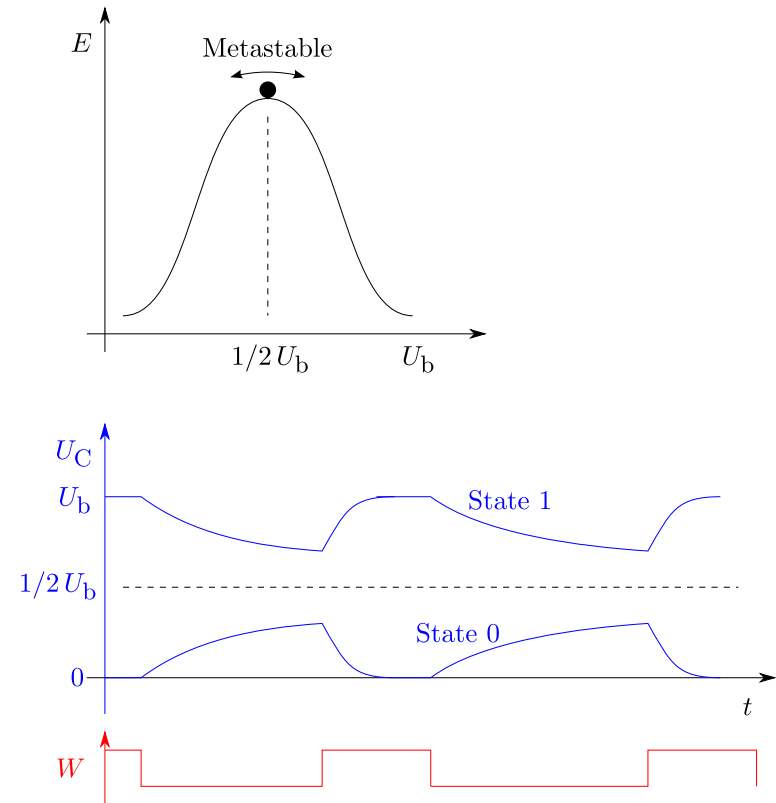 E
Metastable
1/2 U_b
U_b
U_C
U_b
State 1
1/2 U_b
State 0
0
t
W